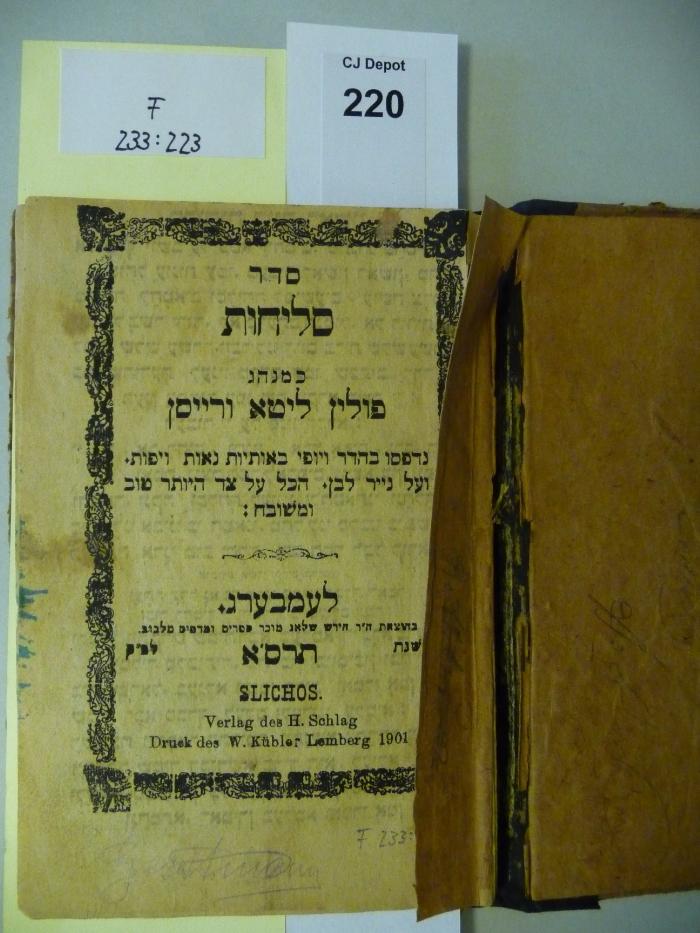 CJ Depot
220
F
233:223
סדר
סליחות
כמנהג
פולין ליטא ורייסן
נדפסו בהדר ויופי באותיות נאות ויפות.
ועל נייר לבן. הכל על צד היותר טוב
ומשובח:
לעמבערג.
בהוצאת ה"ר הירש שלאג מוכר ספרים ומדפיס מלבוב.
שנת תרס"א לפ"ק
SLICHOS.
Verlag des H. Schlag
Druck des W. Kübler Lemberg 1901
F 233: